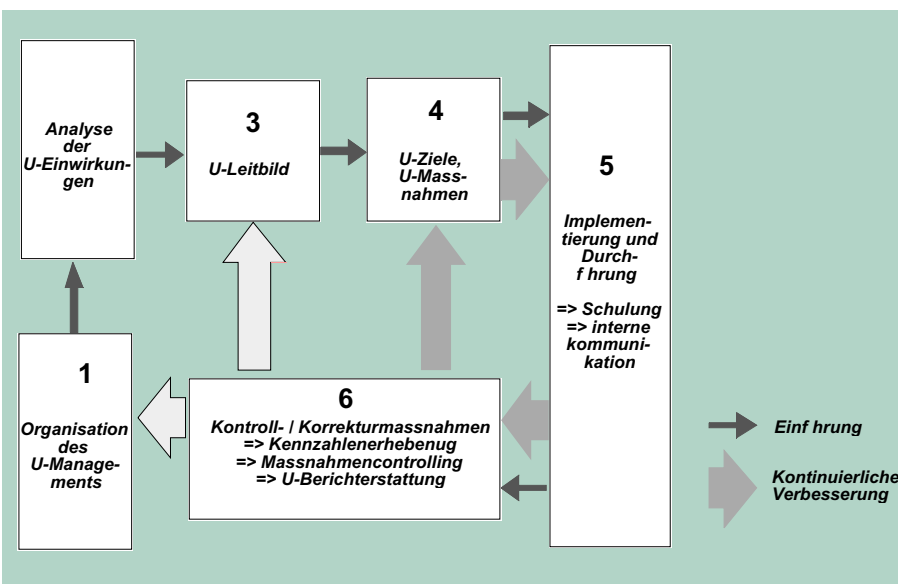 Analyse
der
U-Einwirkun-
gen
3
U-Leitbild
4
U-Ziele,
U-Mass-
nahmen
5
Implemen-
tierung und
Durch-
f hrung
=> Schulung
=> interne
kommuni-
kation
1
Organisation
des
U-Manage-
ments
6
Kontroll- / Korrekturmassnahmen
=> Kennzahlenerhebenug
=> Massnahmencontrolling
=> U-Berichterstattung
Einf hrung
Kontinuierliche
Verbesserung